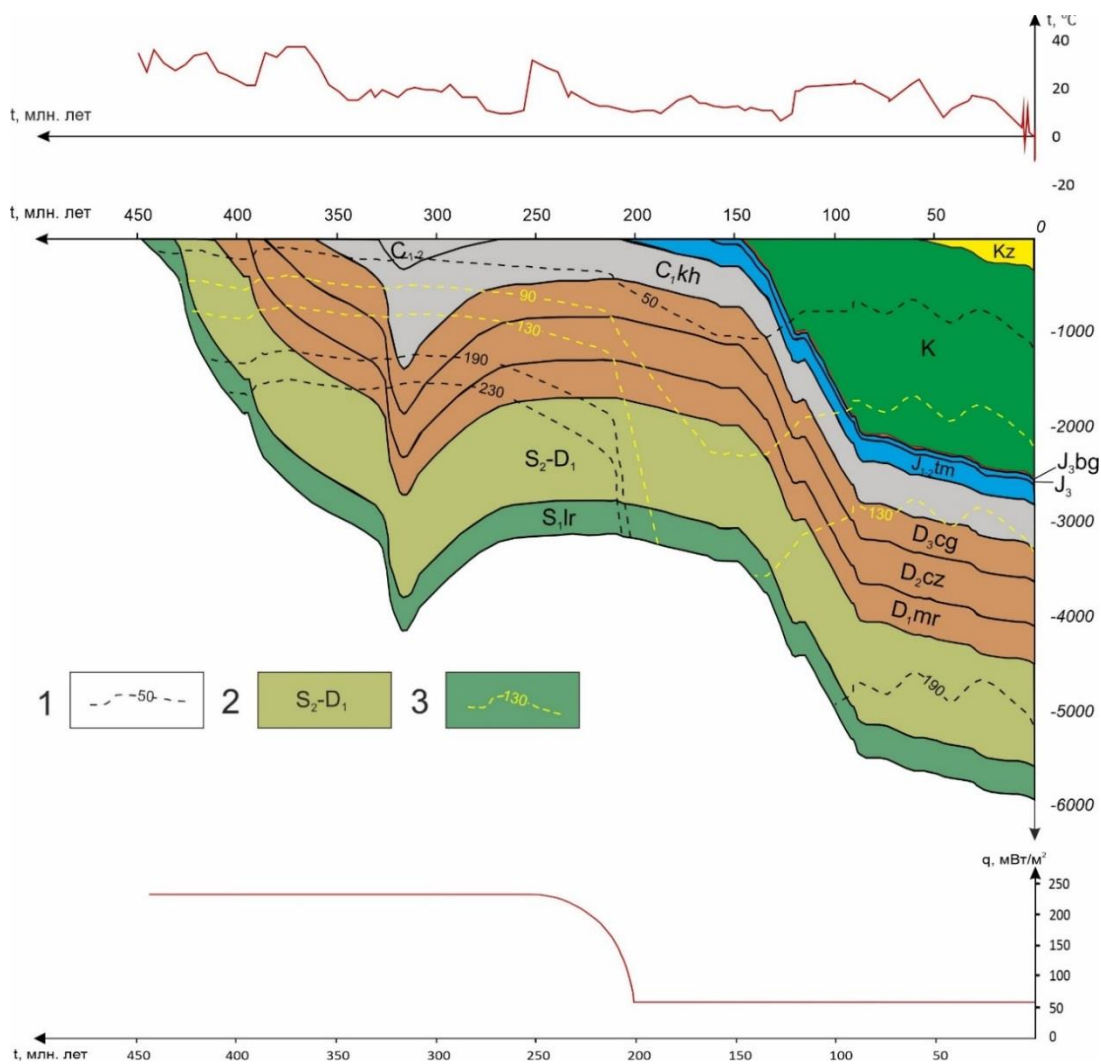 t, °C
40
20
0
-20
t, млн. лет
t, млн. лет
450
400
350
300
250
200
150
100
50
0
Kz
C₁₋₂
C₁kh
50
90
130
190
230
K
-1000
-2000
J₁₋₂tm
J₃bg
J₃
-3000
130
S₂-D₁
S₁lr
D₃cg
D₂cz
D₁mr
-4000
190
-5000
-6000
1
50
2
S₂-D₁
3
130
q, мВт/м²
250
200
150
100
50
0
t, млн. лет
450
400
350
300
250
200
150
100
50